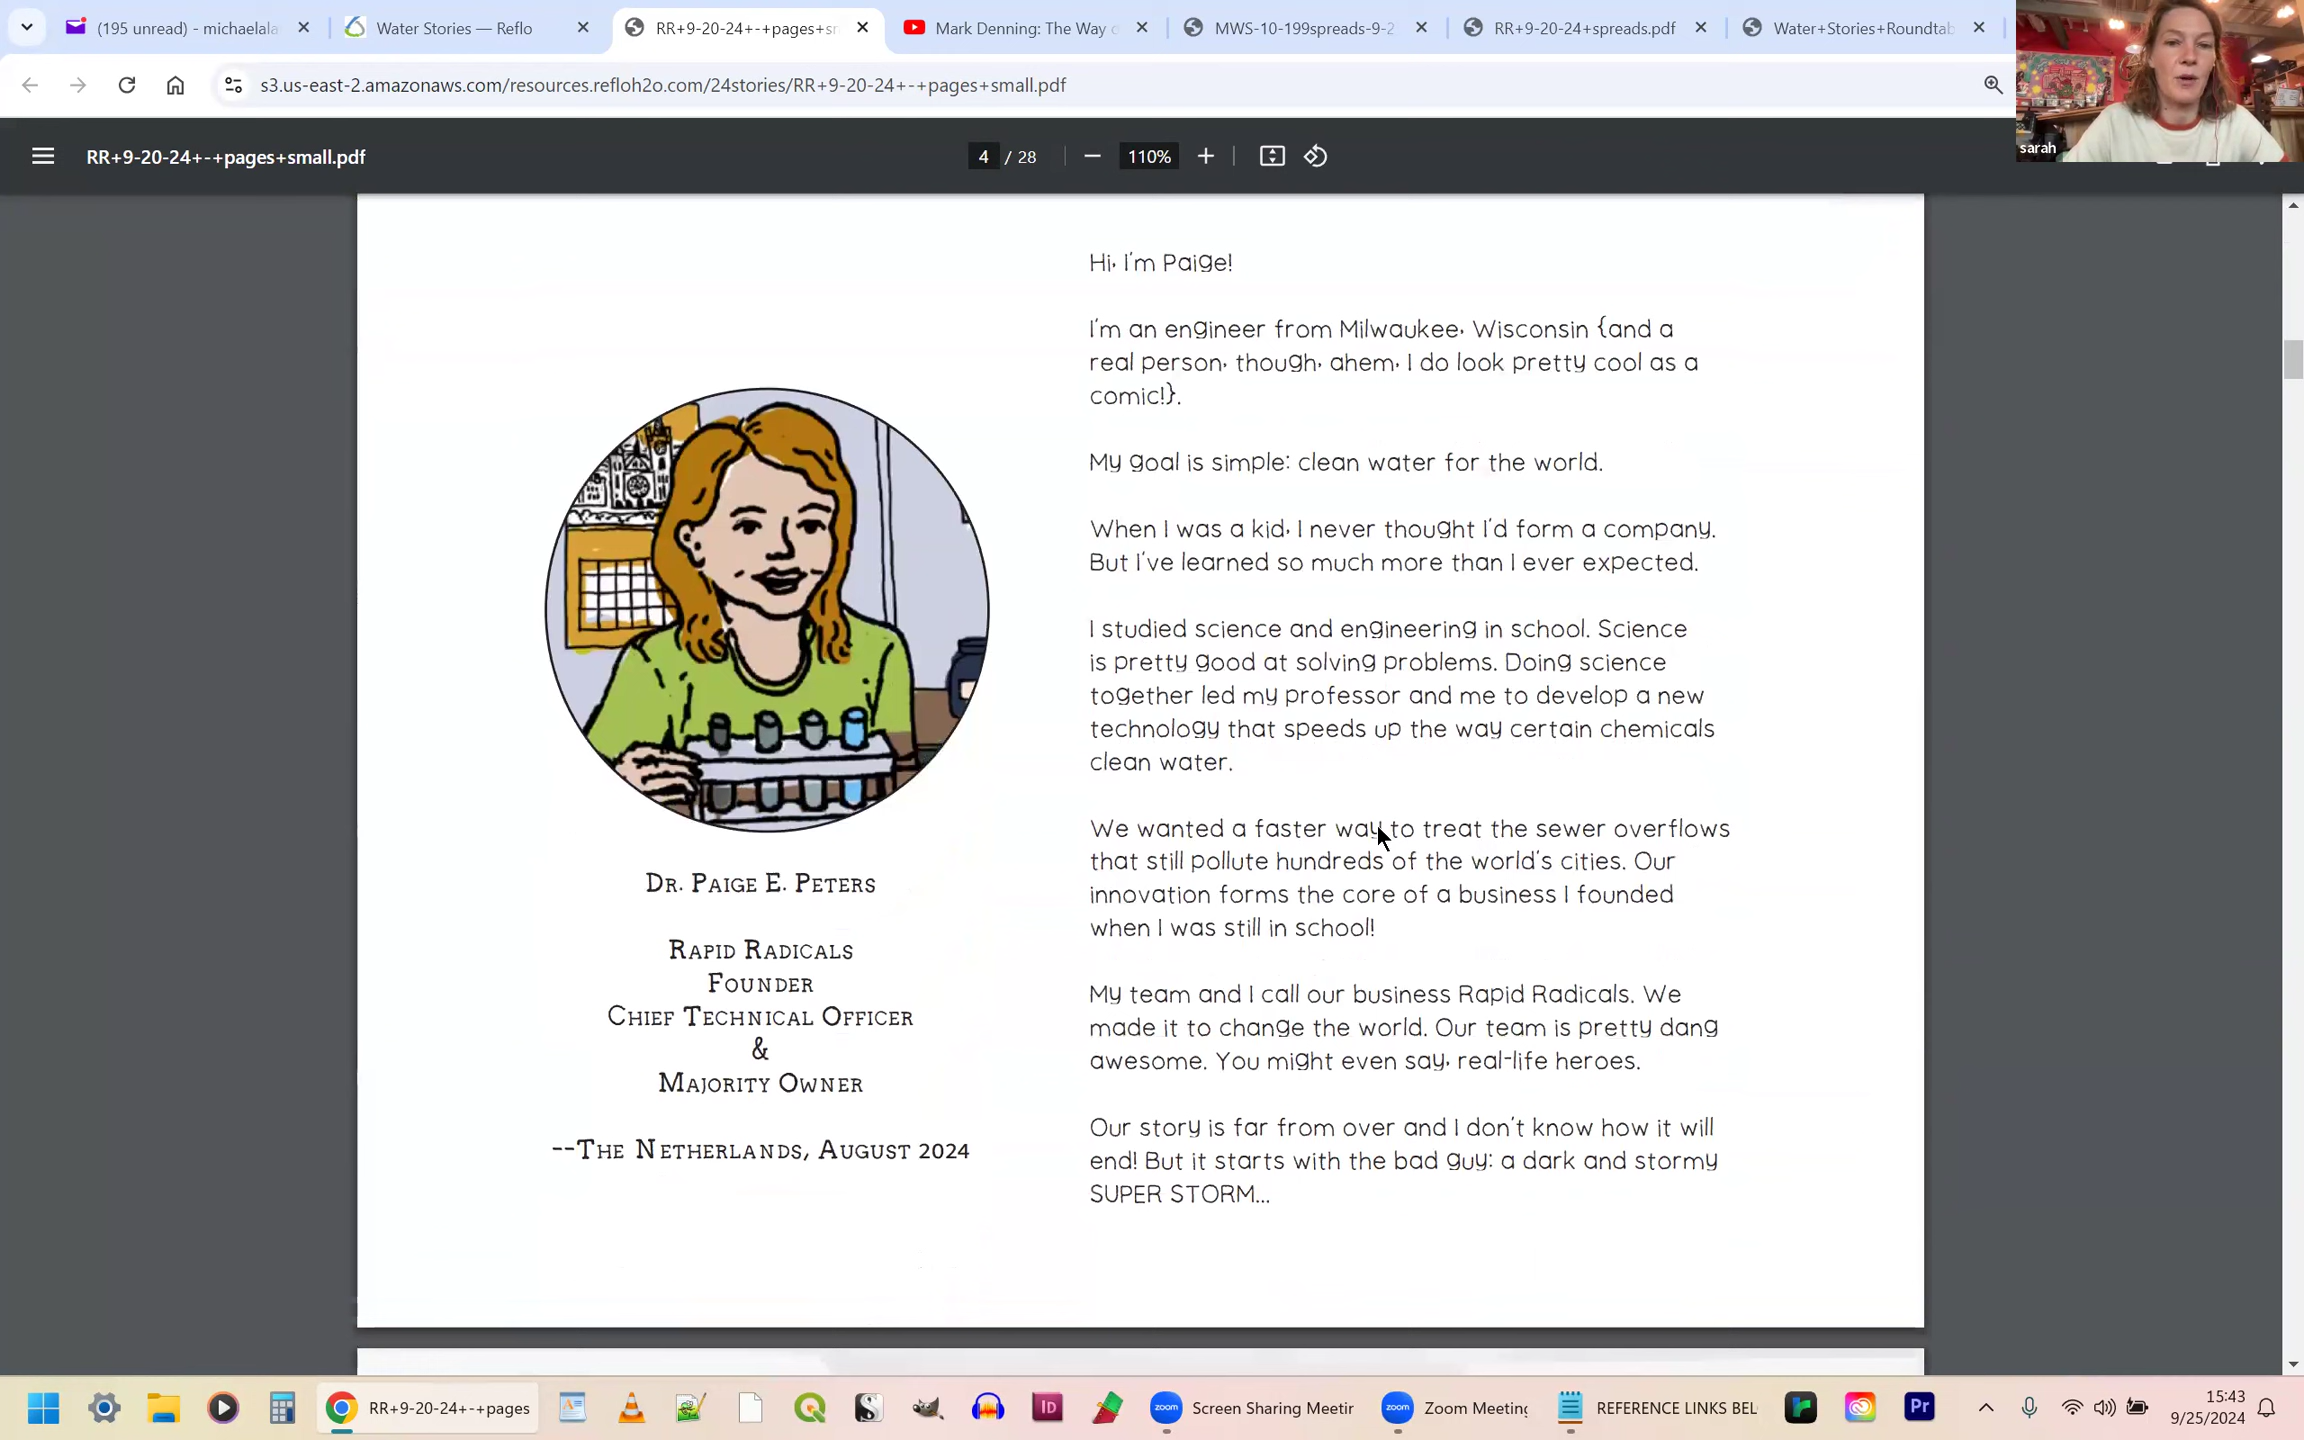 (195 unread) - michaelala
Water Stories — Reflo
RR+9-20-24+-+pages+sm
Mark Denning: The Way o
MWS-10-199spreads-9-2
RR+9-20-24+spreads.pdf
Water+Stories+Roundtab
s3.us-east-2.amazonaws.com/resources.refloh2o.com/24stories/RR+9-20-24+-+pages+small.pdf
sarah
RR+9-20-24+-+pages+small.pdf
4 / 28
110%
Hi, I'm Paige!
I'm an engineer from Milwaukee, Wisconsin {and a
real person, though, ahem, I do look pretty cool as a
comic!}.
My goal is simple: clean water for the world.
When I was a kid, I never thought I'd form a company.
But I've learned so much more than I ever expected.
I studied science and engineering in school. Science
is pretty good at solving problems. Doing science
together led my professor and me to develop a new
technology that speeds up the way certain chemicals
clean water.
We wanted a faster way to treat the sewer overflows
that still pollute hundreds of the world's cities. Our
innovation forms the core of a business I founded
when I was still in school!
My team and I call our business Rapid Radicals. We
made it to change the world. Our team is pretty dang
awesome. You might even say, real-life heroes.
Our story is far from over and I don't know how it will
end! But it starts with the bad guy: a dark and stormy
SUPER STORM...
Dr. Paige E. Peters
Rapid Radicals
Founder
Chief Technical Officer
&
Majority Owner
--The Netherlands, August 2024
RR+9-20-24+-+pages
Screen Sharing Meetir
Zoom Meeting
REFERENCE LINKS BEL
15:43
9/25/2024